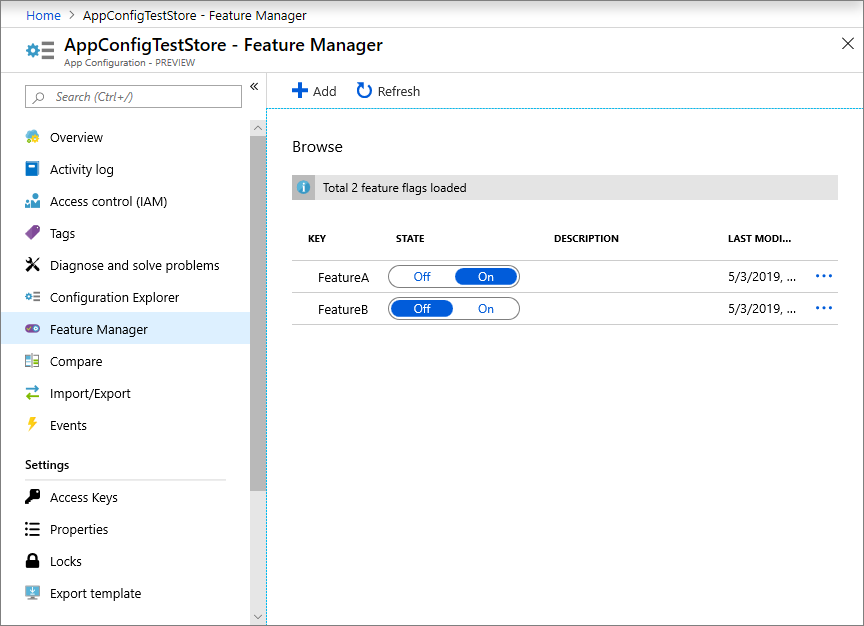 Home > AppConfigTestStore - Feature Manager
AppConfigTestStore - Feature Manager
App Configuration - PREVIEW
Search (Ctrl+/)
«
Overview
Activity log
Access control (IAM)
Tags
Diagnose and solve problems
Configuration Explorer
Feature Manager
Compare
Import/Export
Events
Settings
Access Keys
Properties
Locks
Export template
Add Refresh
Browse
Total 2 feature flags loaded
KEY STATE DESCRIPTION LAST MODI...
FeatureA Off On 5/3/2019, ...
FeatureB Off On 5/3/2019, ...